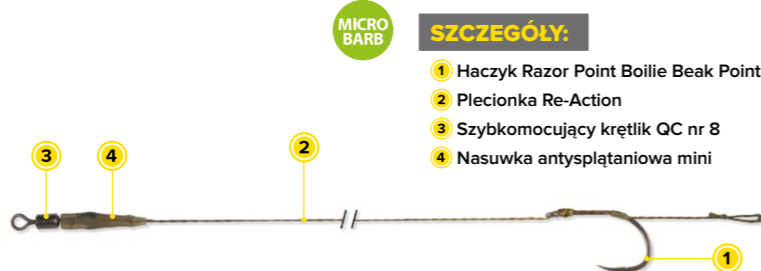 MICRO
BARB
SZCZEGÓŁY:
1 Haczyk Razor Point Boilie Beak Point
2 Plecionka Re-Action
3 Szybkomocujący krętlik QC nr 8
4 Nasuwka antysplątaniowa mini
3
4
2
1